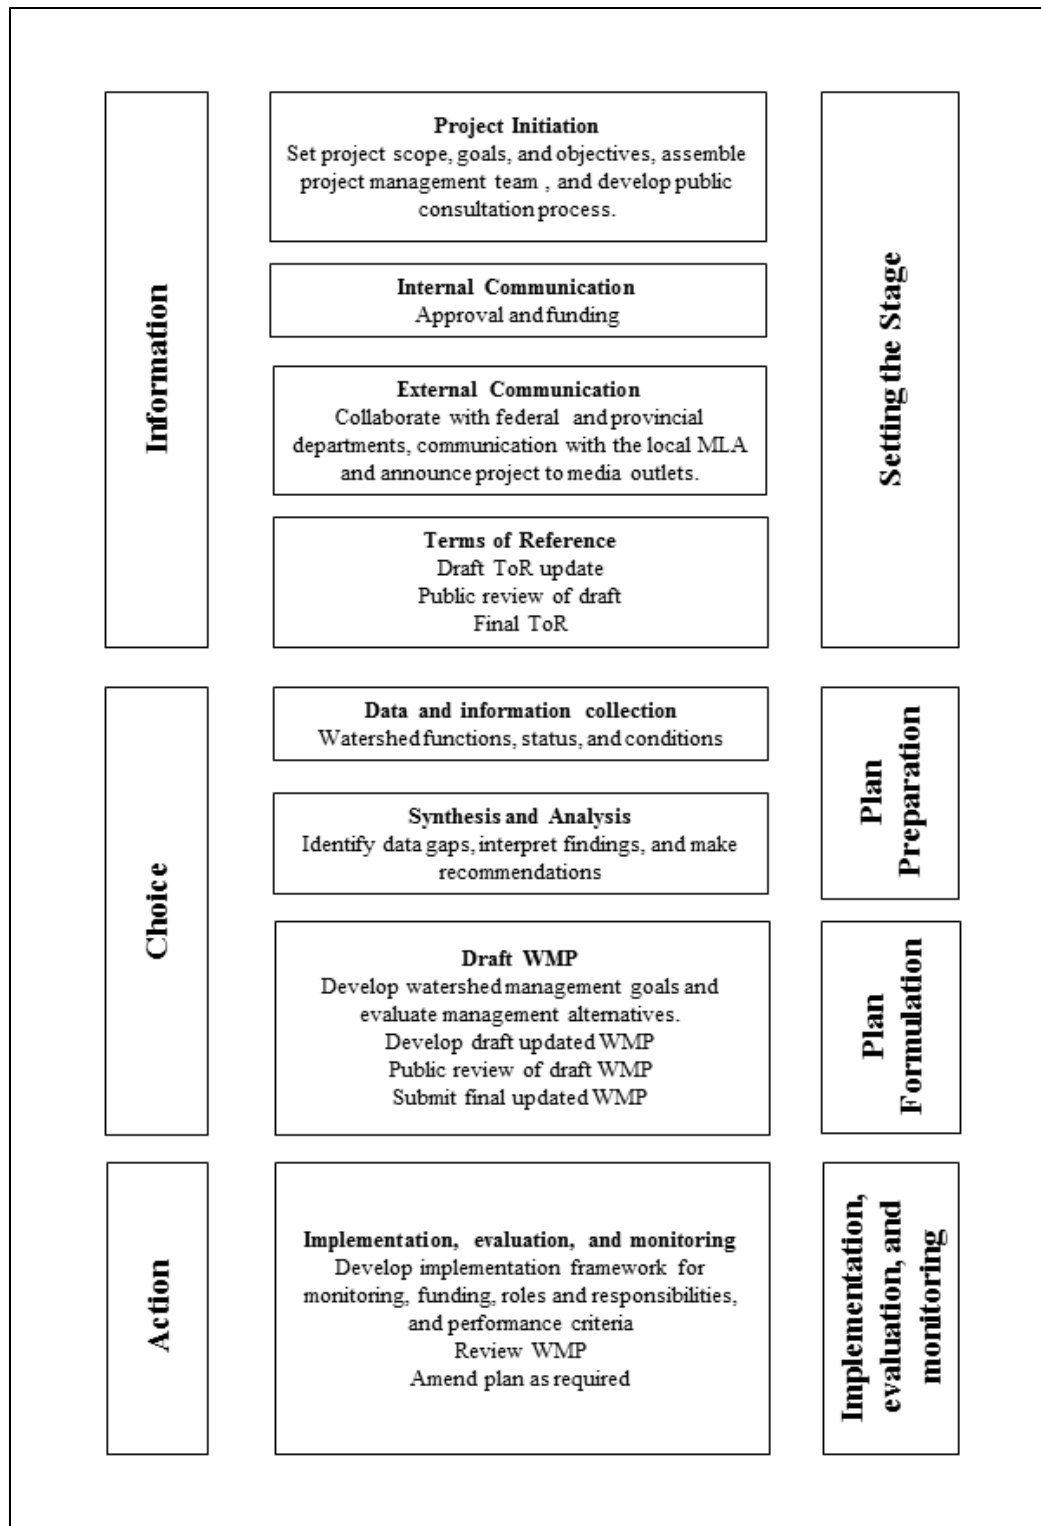 Information
Project Initiation
Set project scope, goals, and objectives, assemble
project management team , and develop public
consultation process.
Internal Communication
Approval and funding
External Communication
Collaborate with federal and provincial
departments, communication with the local MLA
and announce project to media outlets.
Terms of Reference
Draft ToR update
Public review of draft
Final ToR
Setting the Stage
Choice
Data and information collection
Watershed functions, status, and conditions
Synthesis and Analysis
Identify data gaps, interpret findings, and make
recommendations
Plan
Preparation
Draft WMP
Develop watershed management goals and
evaluate management alternatives.
Develop draft updated WMP
Public review of draft WMP
Submit final updated WMP
Plan
Formulation
Action
Implementation, evaluation, and monitoring
Develop implementation framework for
monitoring, funding, roles and responsibilities,
and performance criteria
Review WMP
Amend plan as required
Implementation,
evaluation, and
monitoring